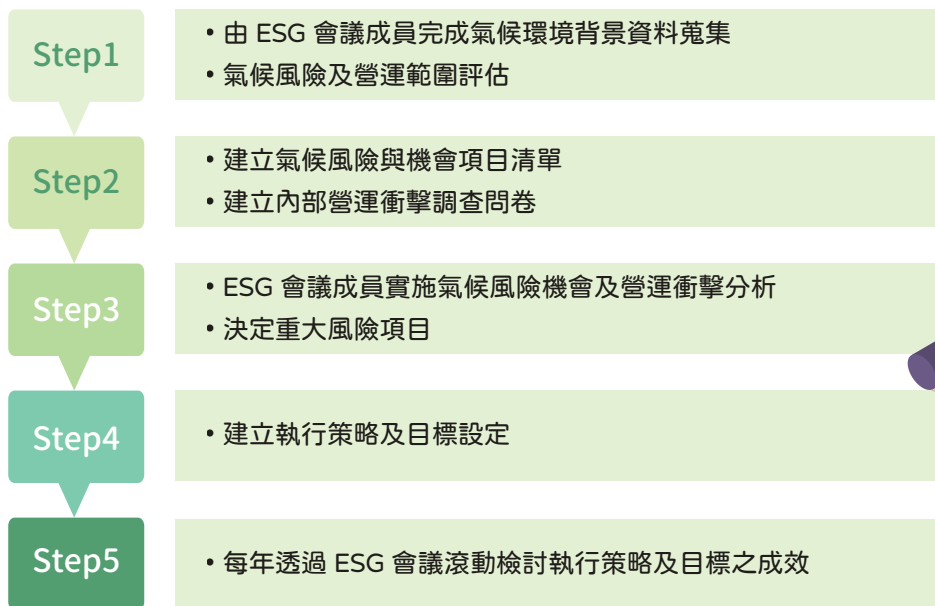 Step1
• 由 ESG 會議成員完成氣候環境背景資料蒐集
• 氣候風險及營運範圍評估
Step2
• 建立氣候風險與機會項目清單
• 建立內部營運衝擊調查問卷
Step3
• ESG 會議成員實施氣候風險機會及營運衝擊分析
• 決定重大風險項目
Step4
• 建立執行策略及目標設定
Step5
• 每年透過 ESG 會議滾動檢討執行策略及目標之成效